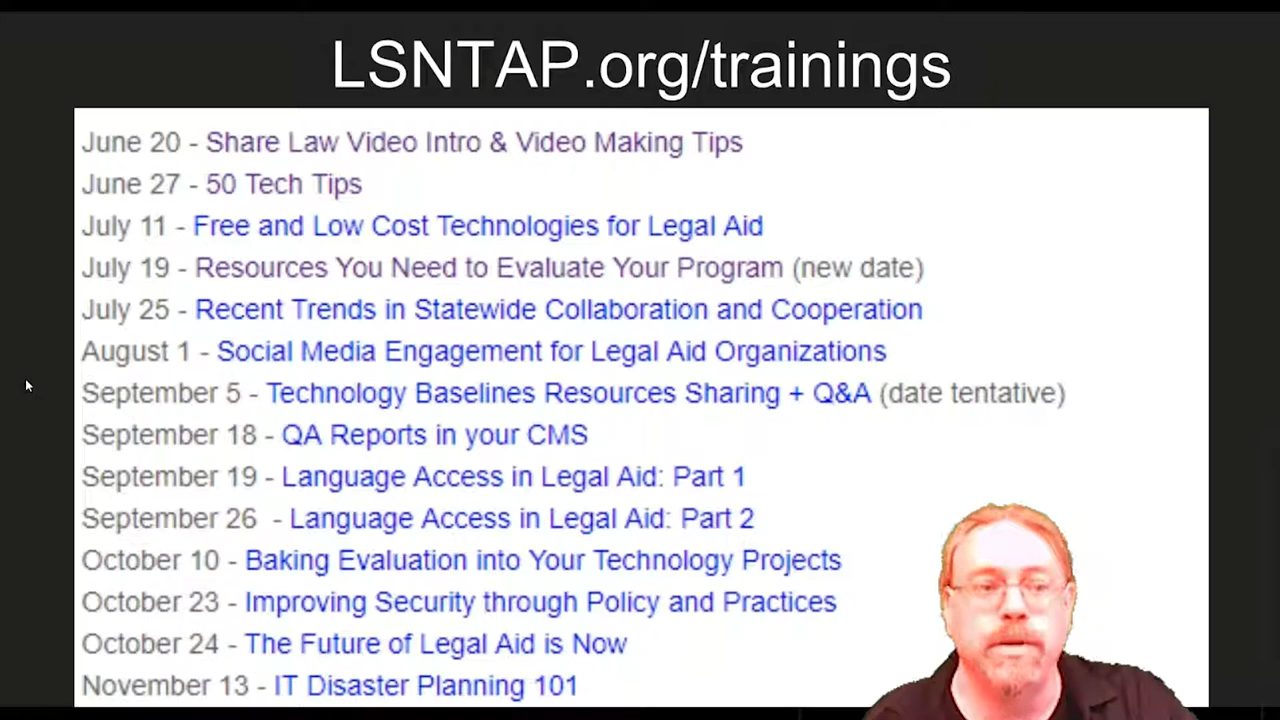 LSNTAP.org/trainings
June 20 - Share Law Video Intro & Video Making Tips
June 27 - 50 Tech Tips
July 11 - Free and Low Cost Technologies for Legal Aid
July 19 - Resources You Need to Evaluate Your Program (new date)
July 25 - Recent Trends in Statewide Collaboration and Cooperation
August 1 - Social Media Engagement for Legal Aid Organizations
September 5 - Technology Baselines Resources Sharing + Q&A (date tentative)
September 18 - QA Reports in your CMS
September 19 - Language Access in Legal Aid: Part 1
September 26 - Language Access in Legal Aid: Part 2
October 10 - Baking Evaluation into Your Technology Projects
October 23 - Improving Security through Policy and Practices
October 24 - The Future of Legal Aid is Now
November 13 - IT Disaster Planning 101